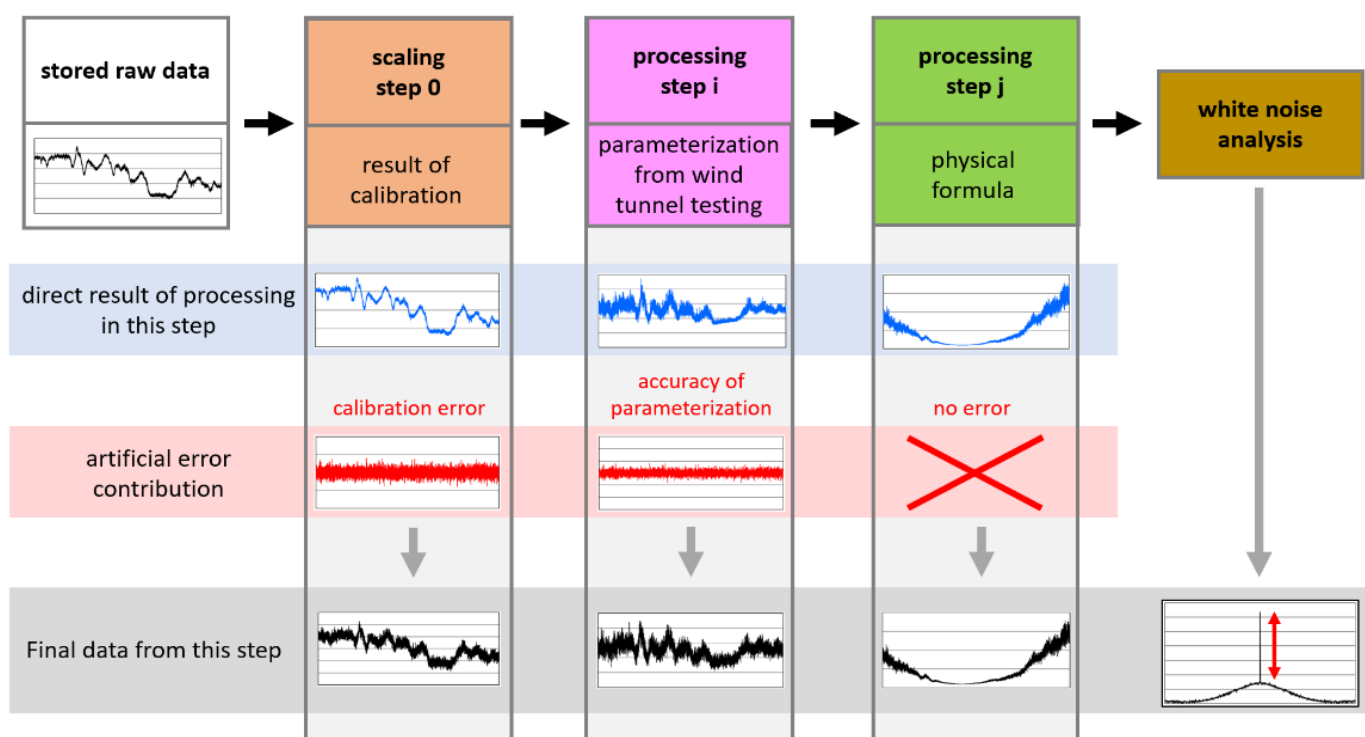 stored raw data
scaling
step 0
result of
calibration
processing
step i
parameterization
from wind
tunnel testing
processing
step j
physical
formula
white noise
analysis
direct result of processing
in this step
calibration error
accuracy of
parameterization
no error
artificial error
contribution
Final data from this step